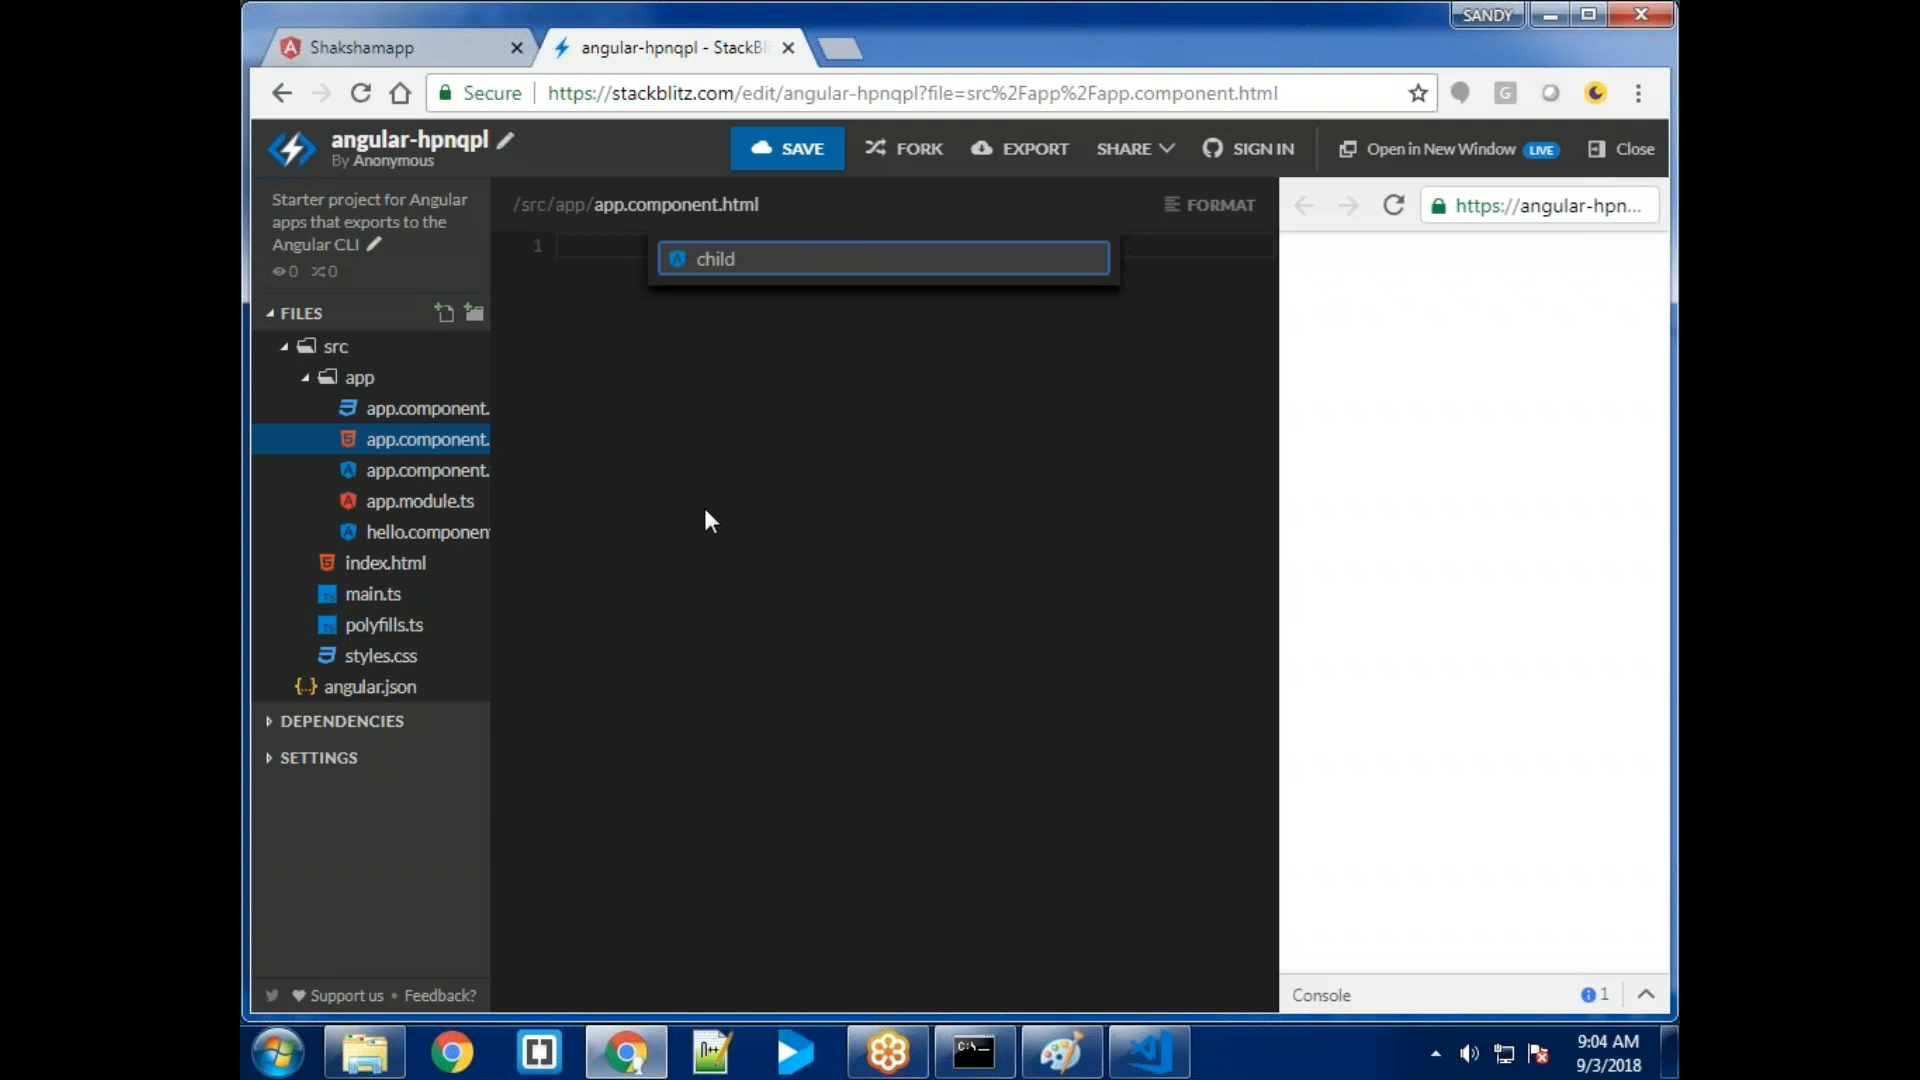 SANDY
Shakshamapp
angular-hpnqpl - StackBl
Secure
https://stackblitz.com/edit/angular-hpnqpl?file=src%2Fapp%2Fapp.component.html
G
angular-hpnqpl
By Anonymous
SAVE
FORK
EXPORT
SHARE
SIGN IN
Open in New Window
LIVE
Close
Starter project for Angular
apps that exports to the
Angular CLI
0
0
/src/app/app.component.html
FORMAT
https://angular-hpn...
1
child
FILES
src
app
app.component.
app.component.
app.component.
app.module.ts
hello.component
index.html
TS
main.ts
TS
polyfills.ts
styles.css
{..}
angular.json
DEPENDENCIES
SETTINGS
Support us • Feedback?
Console
1
C:\_
9:04 AM
9/3/2018